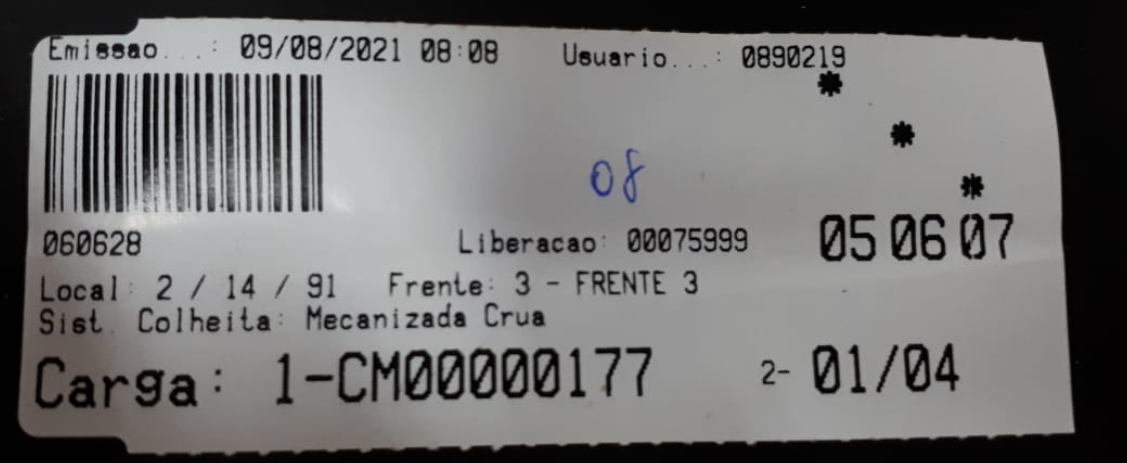 Emissao...: 09/08/2021 08:08 Usuario...: 0890219
*
*
*
08
060628 Liberacao: 00075999 05 06 07
Local: 2 / 14 / 91 Frente: 3 - FRENTE 3
Sist. Colheita: Mecanizada Crua
Carga: 1-CM00000177 2- 01/04